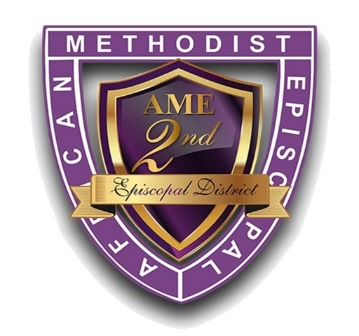 AFRICAN METHODIST EPISCOPAL
AME
2nd
Episcopal District